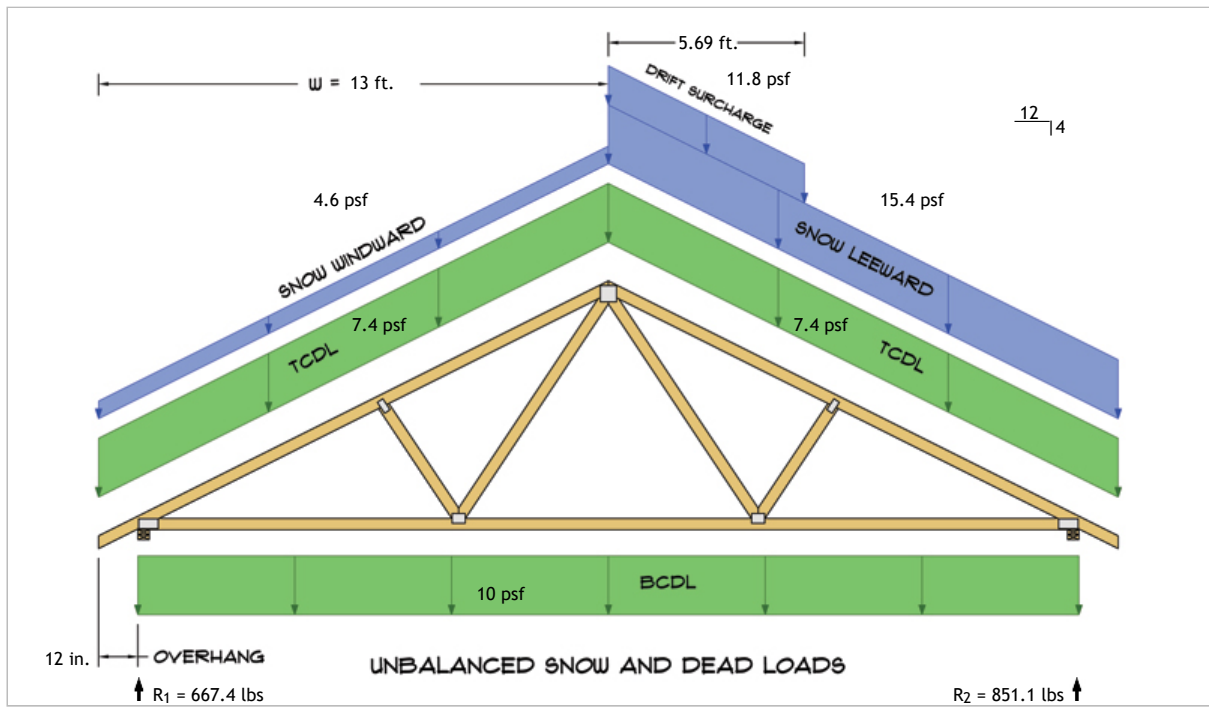 5.69 ft.
W = 13 ft.
DRIFT SURCHARGE
11.8 psf
12
4
4.6 psf
15.4 psf
SNOW WINDWARD
SNOW LEEWARD
7.4 psf
7.4 psf
TCDL
TCDL
10 psf
BCDL
12 in.
OVERHANG
UNBALANCED SNOW AND DEAD LOADS
R₁ = 667.4 lbs
R₂ = 851.1 lbs